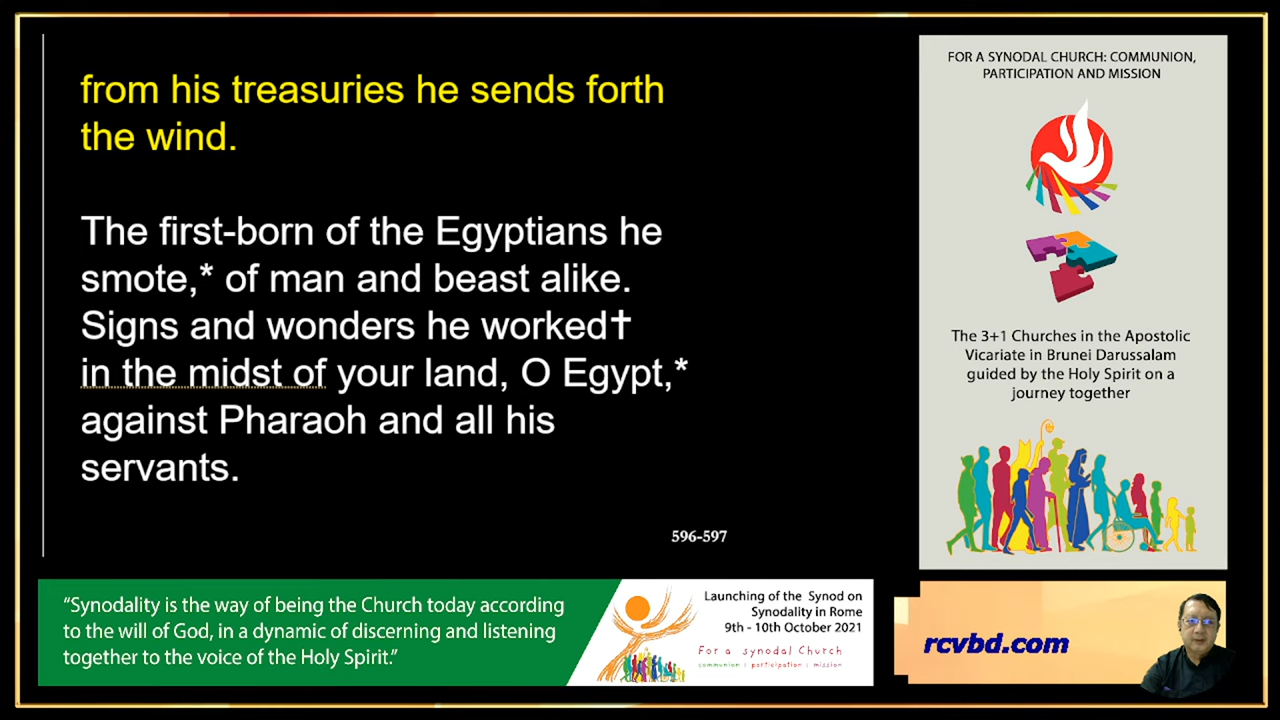 from his treasuries he sends forth
the wind.
The first-born of the Egyptians he
smote,* of man and beast alike.
Signs and wonders he worked†
in the midst of your land, O Egypt,*
against Pharaoh and all his
servants.
596-597
FOR A SYNODAL CHURCH: COMMUNION,
PARTICIPATION AND MISSION
The 3+1 Churches in the Apostolic
Vicariate in Brunei Darussalam
guided by the Holy Spirit on a
journey together
“Synodality is the way of being the Church today according
to the will of God, in a dynamic of discerning and listening
together to the voice of the Holy Spirit.”
Launching of the Synod on
Synodality in Rome
9th - 10th October 2021
For a synodal Church
communion | participation | mission
rcvbd.com